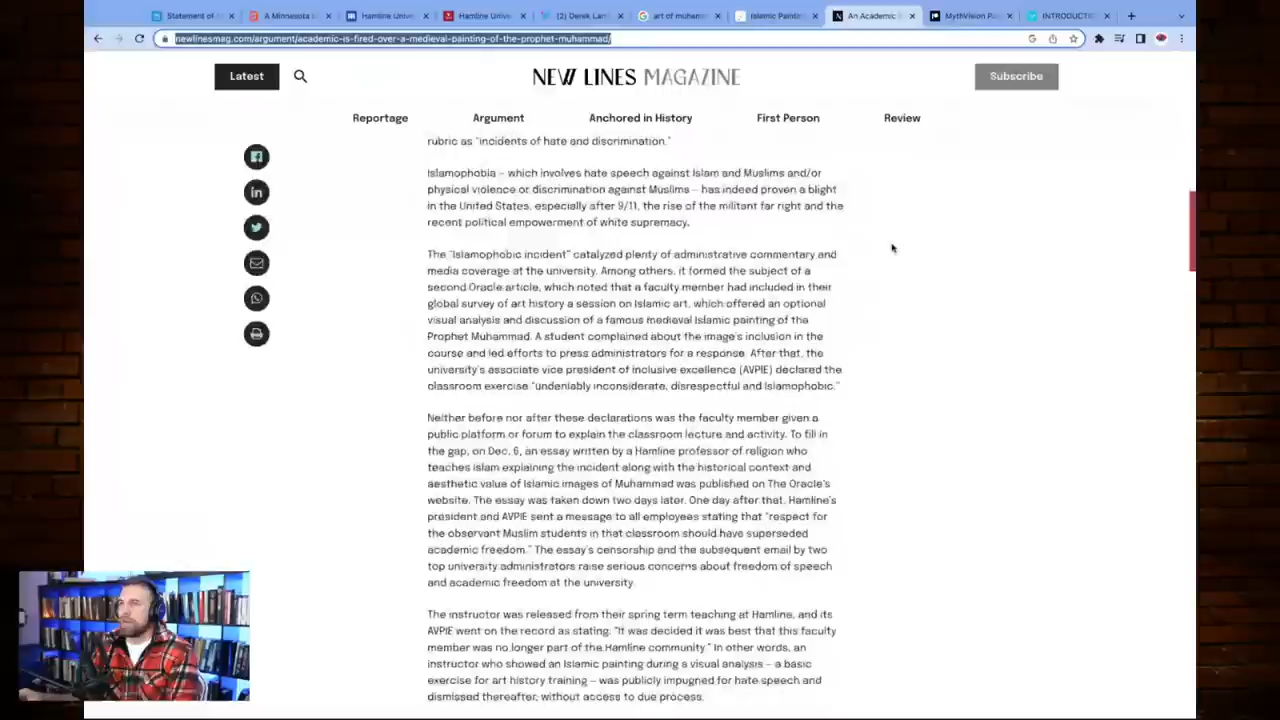 Statement of
A Minnesota
Hamline Unive
Hamline Unive
Derek Lam
art of muham
Islamic Paintin
An Academic
MythVision Pa
INTRODUCTI
newlinesmag.com/argument/academic-is-fired-over-a-medieval-painting-of-the-prophet-muhammad/
Latest
NEW LINES MAGAZINE
Subscribe
Reportage
Argument
Anchored in History
First Person
Review
rubric as "incidents of hate and discrimination."
Islamophobia – which involves hate speech against Islam and Muslims and/or
physical violence or discrimination against Muslims – has indeed proven a blight
in the United States, especially after 9/11, the rise of the militant far right and the
recent political empowerment of white supremacy.
The "Islamophobic incident" catalyzed plenty of administrative commentary and
media coverage at the university. Among others, it formed the subject of a
second Oracle article, which noted that a faculty member had included in their
global survey of art history a session on Islamic art, which offered an optional
visual analysis and discussion of a famous medieval Islamic painting of the
Prophet Muhammad. A student complained about the image's inclusion in the
course and led efforts to press administrators for a response. After that, the
university's associate vice president of inclusive excellence (AVPIE) declared the
classroom exercise "undeniably inconsiderate, disrespectful and Islamophobic."
Neither before nor after these declarations was the faculty member given a
public platform or forum to explain the classroom lecture and activity. To fill in
the gap, on Dec. 6, an essay written by a Hamline professor of religion who
teaches Islam explaining the incident along with the historical context and
aesthetic value of Islamic images of Muhammad was published on The Oracle's
website. The essay was taken down two days later. One day after that, Hamline's
president and AVPIE sent a message to all employees stating that "respect for
the observant Muslim students in that classroom should have superseded
academic freedom." The essay's censorship and the subsequent email by two
top university administrators raise serious concerns about freedom of speech
and academic freedom at the university.
The instructor was released from their spring term teaching at Hamline, and its
AVPIE went on the record as stating: "It was decided it was best that this faculty
member was no longer part of the Hamline community." In other words, an
instructor who showed an Islamic painting during a visual analysis – a basic
exercise for art history training – was publicly impugned for hate speech and
dismissed thereafter, without access to due process.